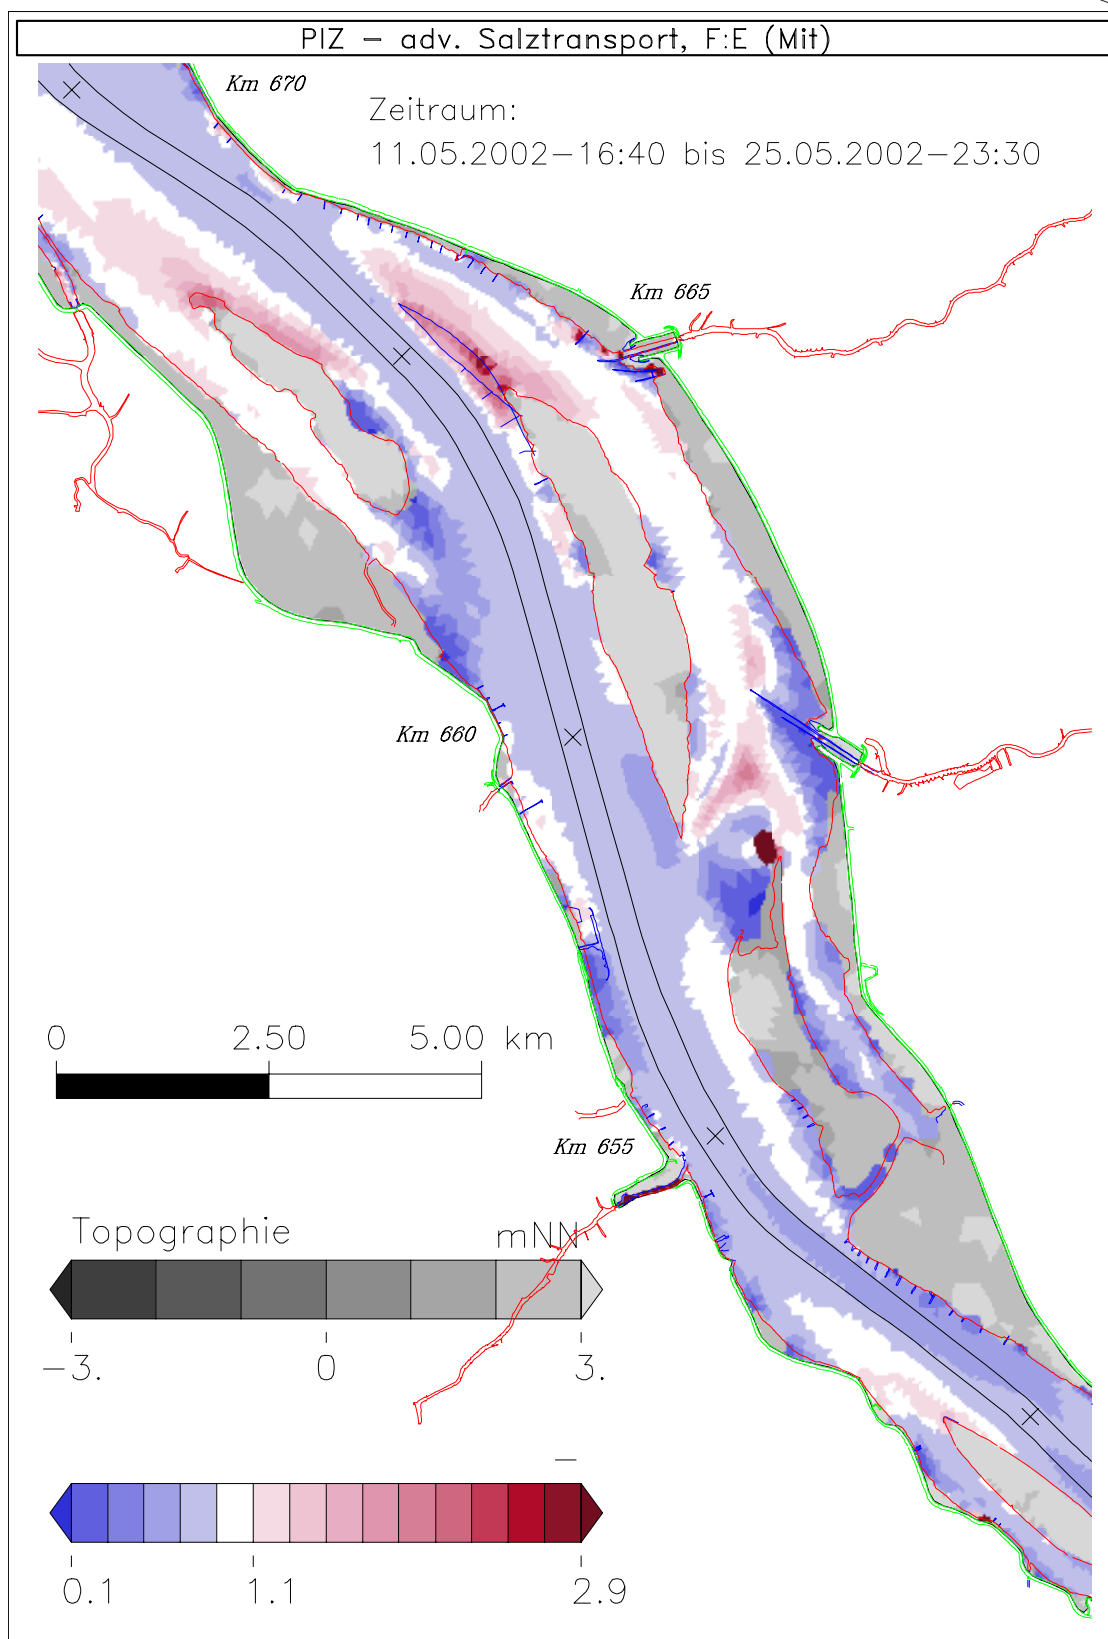 PIZ - adv. Salztransport, F:E (Mit)
Km 670
Zeitraum:
11.05.2002-16:40 bis 25.05.2002-23:30
Km 665
Km 660
0 2.50 5.00 km
Km 655
Topographie mNN
-3. 0 3.
-
0.1 1.1 2.9